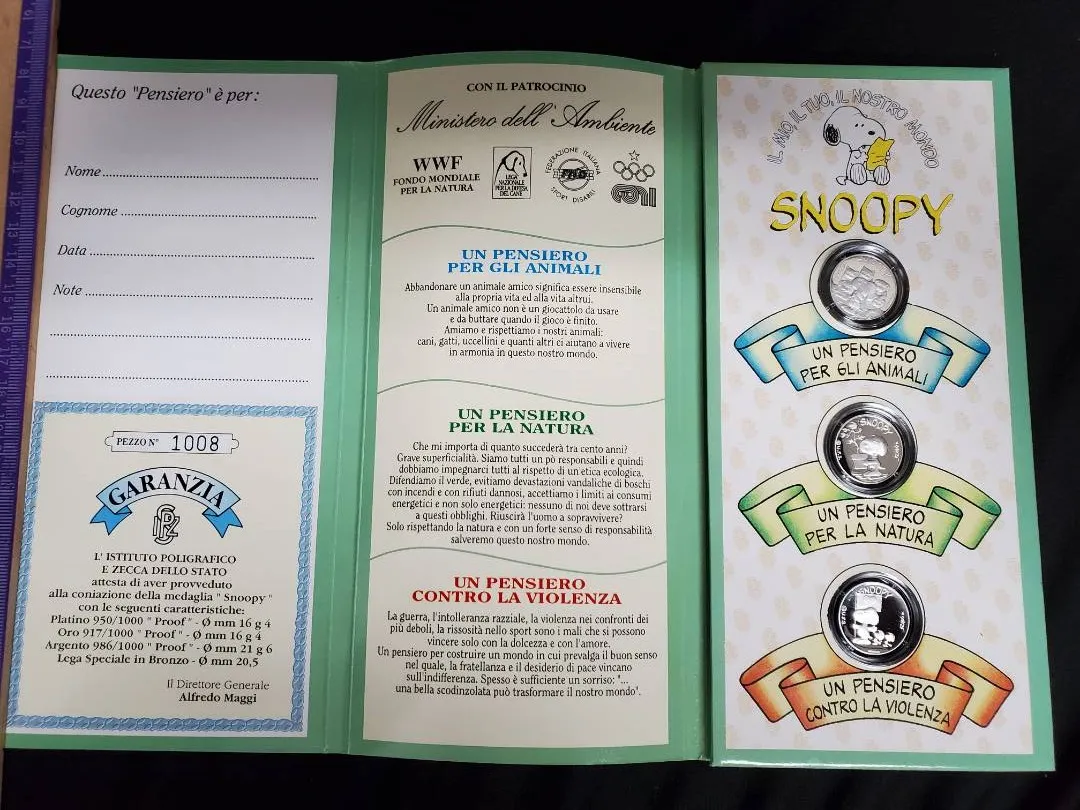 Questo "Pensiero" è per:
Nome
Cognome
Data
Note
PEZZO N° 1008
GARANZIA
L' ISTITUTO POLIGRAFICO
E ZECCA DELLO STATO
attesta di aver provveduto
alla coniazione della medaglia " Snoopy "
con le seguenti caratteristiche:
Platino 950/1000 " Proof " - Ø mm 16 g 4
Oro 917/1000 " Proof " - Ø mm 16 g 4
Argento 986/1000 " Proof " - Ø mm 21 g 6
Lega Speciale in Bronzo - Ø mm 20,5
Il Direttore Generale
Alfredo Maggi
CON IL PATROCINIO
Ministero dell' Ambiente
WWF
FONDO MONDIALE
PER LA NATURA
LEGA
NAZIONALE
PER LA DIFESA
DEL CANE
FEDERAZIONE ITALIANA
SPORT DISABILI
CONI
UN PENSIERO
PER GLI ANIMALI
Abbandonare un animale amico significa essere insensibile
alla propria vita ed alla vita altrui.
Un animale amico non è un giocattolo da usare
e da buttare quando il gioco è finito.
Amiamo e rispettiamo i nostri animali:
cani, gatti, uccellini e quanti altri ci aiutano a vivere
in armonia in questo nostro mondo.
UN PENSIERO
PER LA NATURA
Che mi importa di quanto succederà tra cento anni?
Grave superficialità. Siamo tutti un pò responsabili e quindi
dobbiamo impegnarci tutti al rispetto di un'etica ecologica.
Difendiamo il verde, evitiamo devastazioni vandaliche di boschi
con incendi e con rifiuti dannosi, accettiamo i limiti ai consumi
energetici e non solo energetici: nessuno di noi deve sottrarsi
a questi obblighi. Riuscirà l'uomo a sopravvivere?
Solo rispettando la natura e con un forte senso di responsabilità
salveremo questo nostro mondo.
UN PENSIERO
CONTRO LA VIOLENZA
La guerra, l'intolleranza razziale, la violenza nei confronti dei
più deboli, la rissosità nello sport sono i mali che si possono
vincere solo con la dolcezza e con l'amore.
Un pensiero per costruire un mondo in cui prevalga il buon senso
nel quale, la fratellanza e il desiderio di pace vincano
sull'indifferenza. Spesso è sufficiente un sorriso: "...
una bella scodinzolata può trasformare il nostro mondo".
IL MIO, IL TUO, IL NOSTRO MONDO
SNOOPY
UN PENSIERO
PER GLI ANIMALI
SNOOPY
UN PENSIERO
PER LA NATURA
SNOOPY
UN PENSIERO
CONTRO LA VIOLENZA